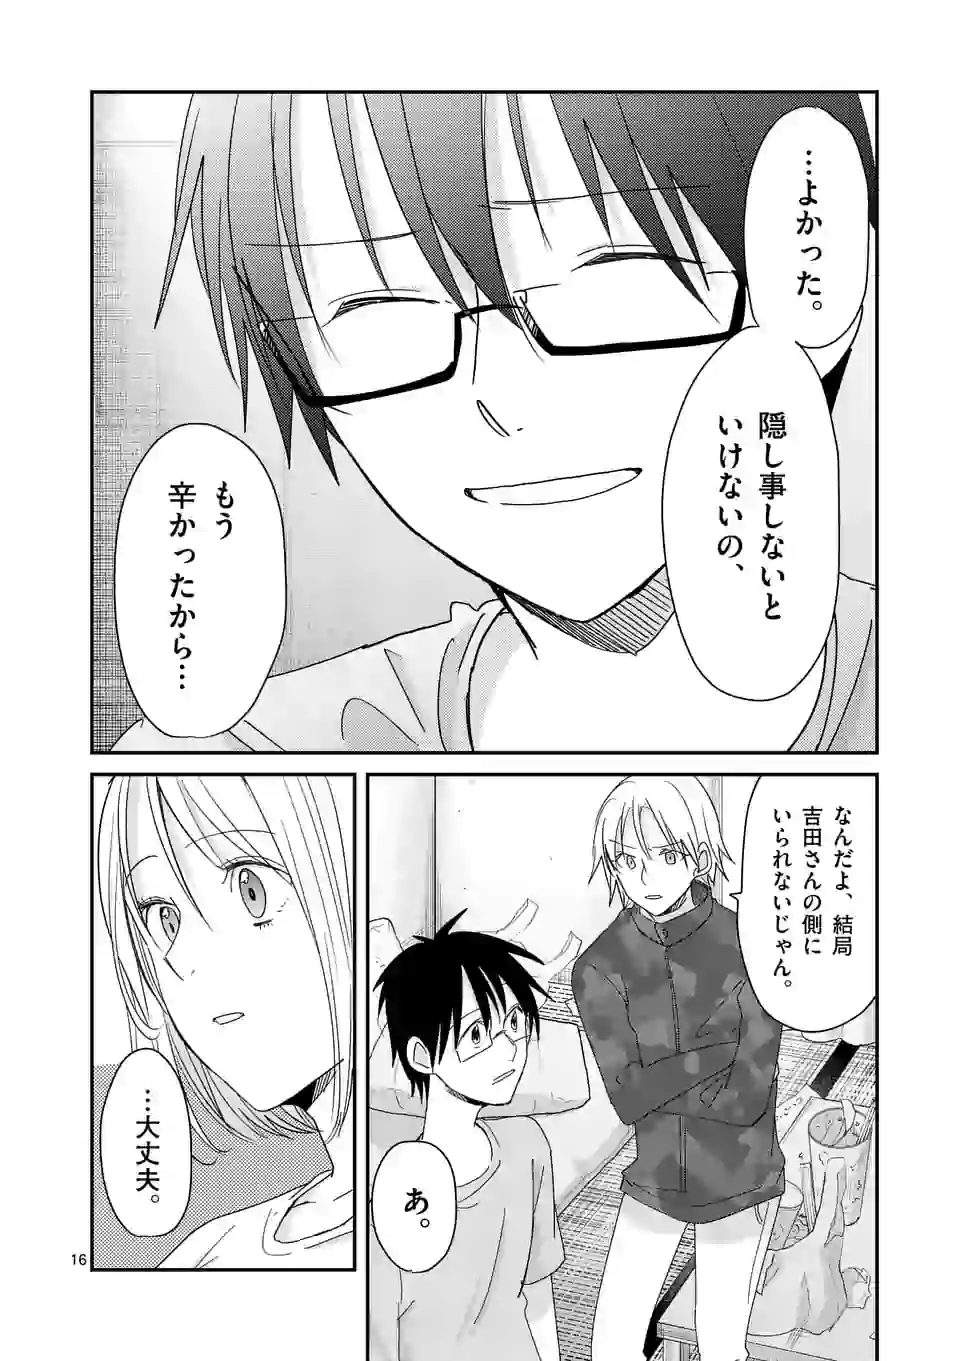 …よかった。
隠し事しないと
いけないの、
もう
辛かったから…
なんだよ、結局
吉田さんの側に
いられないじゃん。
あ。
…大丈夫。
16